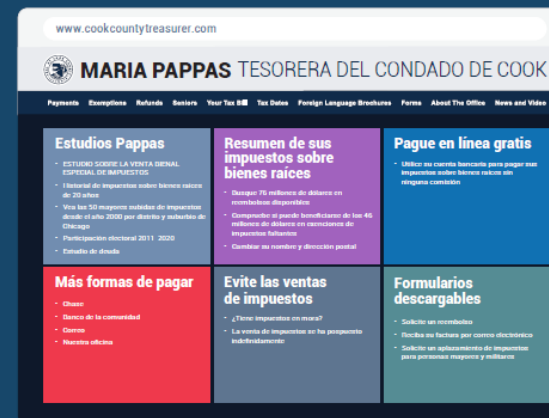 www.cookcountytreasurer.com
MARIA PAPPAS TESORERA DEL CONDADO DE COOK
Payments Exemptions Refunds Seniors Your Tax Bill Tax Dates Foreign Language Brochures Forms About The Office News and Video
Estudios Pappas
- ESTUDIO SOBRE LA VENTA BIENAL
ESPECIAL DE IMPUESTOS
- Historial de impuestos sobre bienes raíces
de 20 años
- Vea las 50 mayores subidas de impuestos
desde el año 2000 por distrito y suburbio de
Chicago
- Participación electoral 2011 2020
- Estudio de deuda
Resumen de sus
impuestos sobre
bienes raíces
- Busque 76 millones de dólares en
reembolsos disponibles
- Compruebe si puede beneficiarse de los 46
millones de dólares en exenciones de
impuestos faltantes
- Cambiar su nombre y dirección postal
Pague en línea gratis
- Utilice su cuenta bancaria para pagar sus
impuestos sobre bienes raíces sin
ninguna comisión
Más formas de pagar
- Chase
- Banco de la comunidad
- Correo
- Nuestra oficina
Evite las ventas
de impuestos
- ¿Tiene impuestos en mora?
- La venta de impuestos se ha pospuesto
indefinidamente
Formularios
descargables
- Solicite un reembolso
- Reciba su factura por correo electrónico
- Solicite un aplazamiento de impuestos
para personas mayores y militares